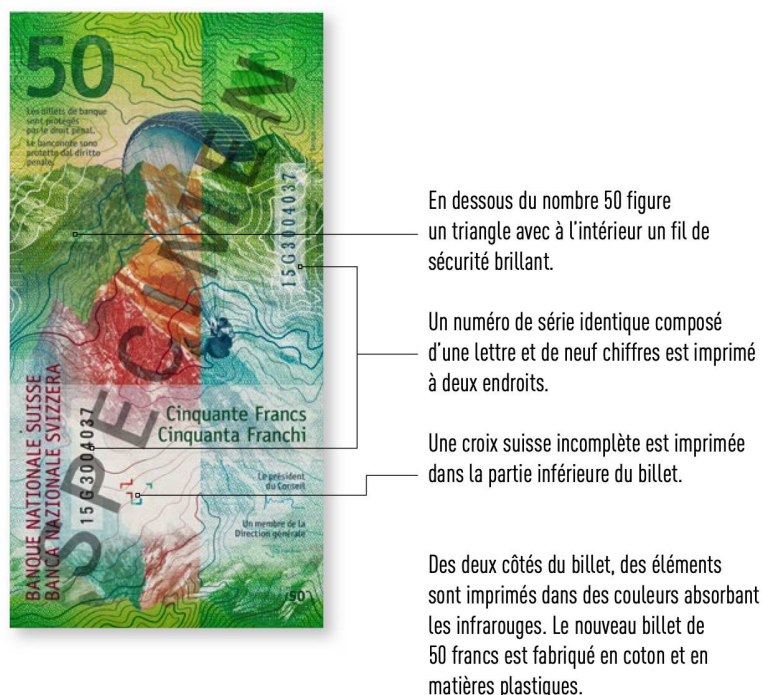 50
Les billets de banque
sont protégés
par le droit pénal.
Le banconote sono
protette dal diritto
penale.
SPECIMEN
15G3004037
BANQUE NATIONALE SUISSE
BANCA NAZIONALE SVIZZERA
15G3004037
Cinquante Francs
Cinquanta Franchi
Le président
du Conseil
Un membre de la
Direction générale
50
En dessous du nombre 50 figure
un triangle avec à l'intérieur un fil de
sécurité brillant.
Un numéro de série identique composé
d'une lettre et de neuf chiffres est imprimé
à deux endroits.
Une croix suisse incomplète est imprimée
dans la partie inférieure du billet.
Des deux côtés du billet, des éléments
sont imprimés dans des couleurs absorbant
les infrarouges. Le nouveau billet de
50 francs est fabriqué en coton et en
matières plastiques.